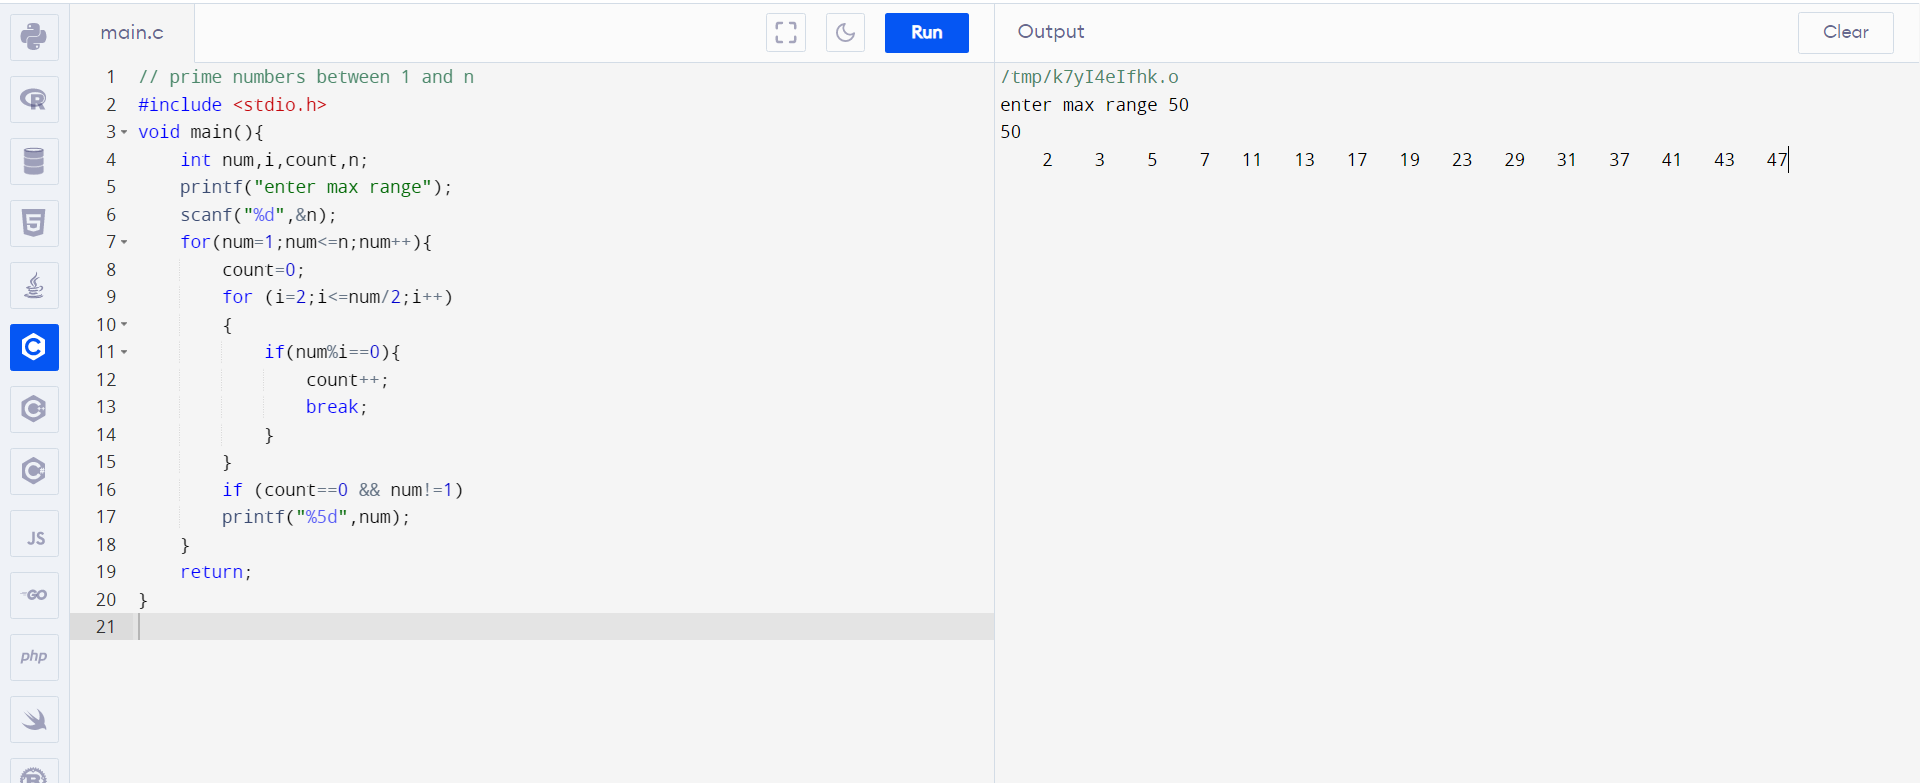 main.c
Run
Output
Clear
1 // prime numbers between 1 and n
2 #include <stdio.h>
3 void main(){
4     int num,i,count,n;
5     printf("enter max range");
6     scanf("%d",&n);
7     for(num=1;num<=n;num++){
8         count=0;
9         for (i=2;i<=num/2;i++)
10         {
11             if(num%i==0){
12                 count++;
13                 break;
14             }
15         }
16         if (count==0 && num!=1)
17         printf("%5d",num);
18     }
19     return;
20 }
21
/tmp/k7yI4eIfhk.o
enter max range 50
50
    2    3    5    7   11   13   17   19   23   29   31   37   41   43   47
R
5
C
C
C#
JS
GO
php